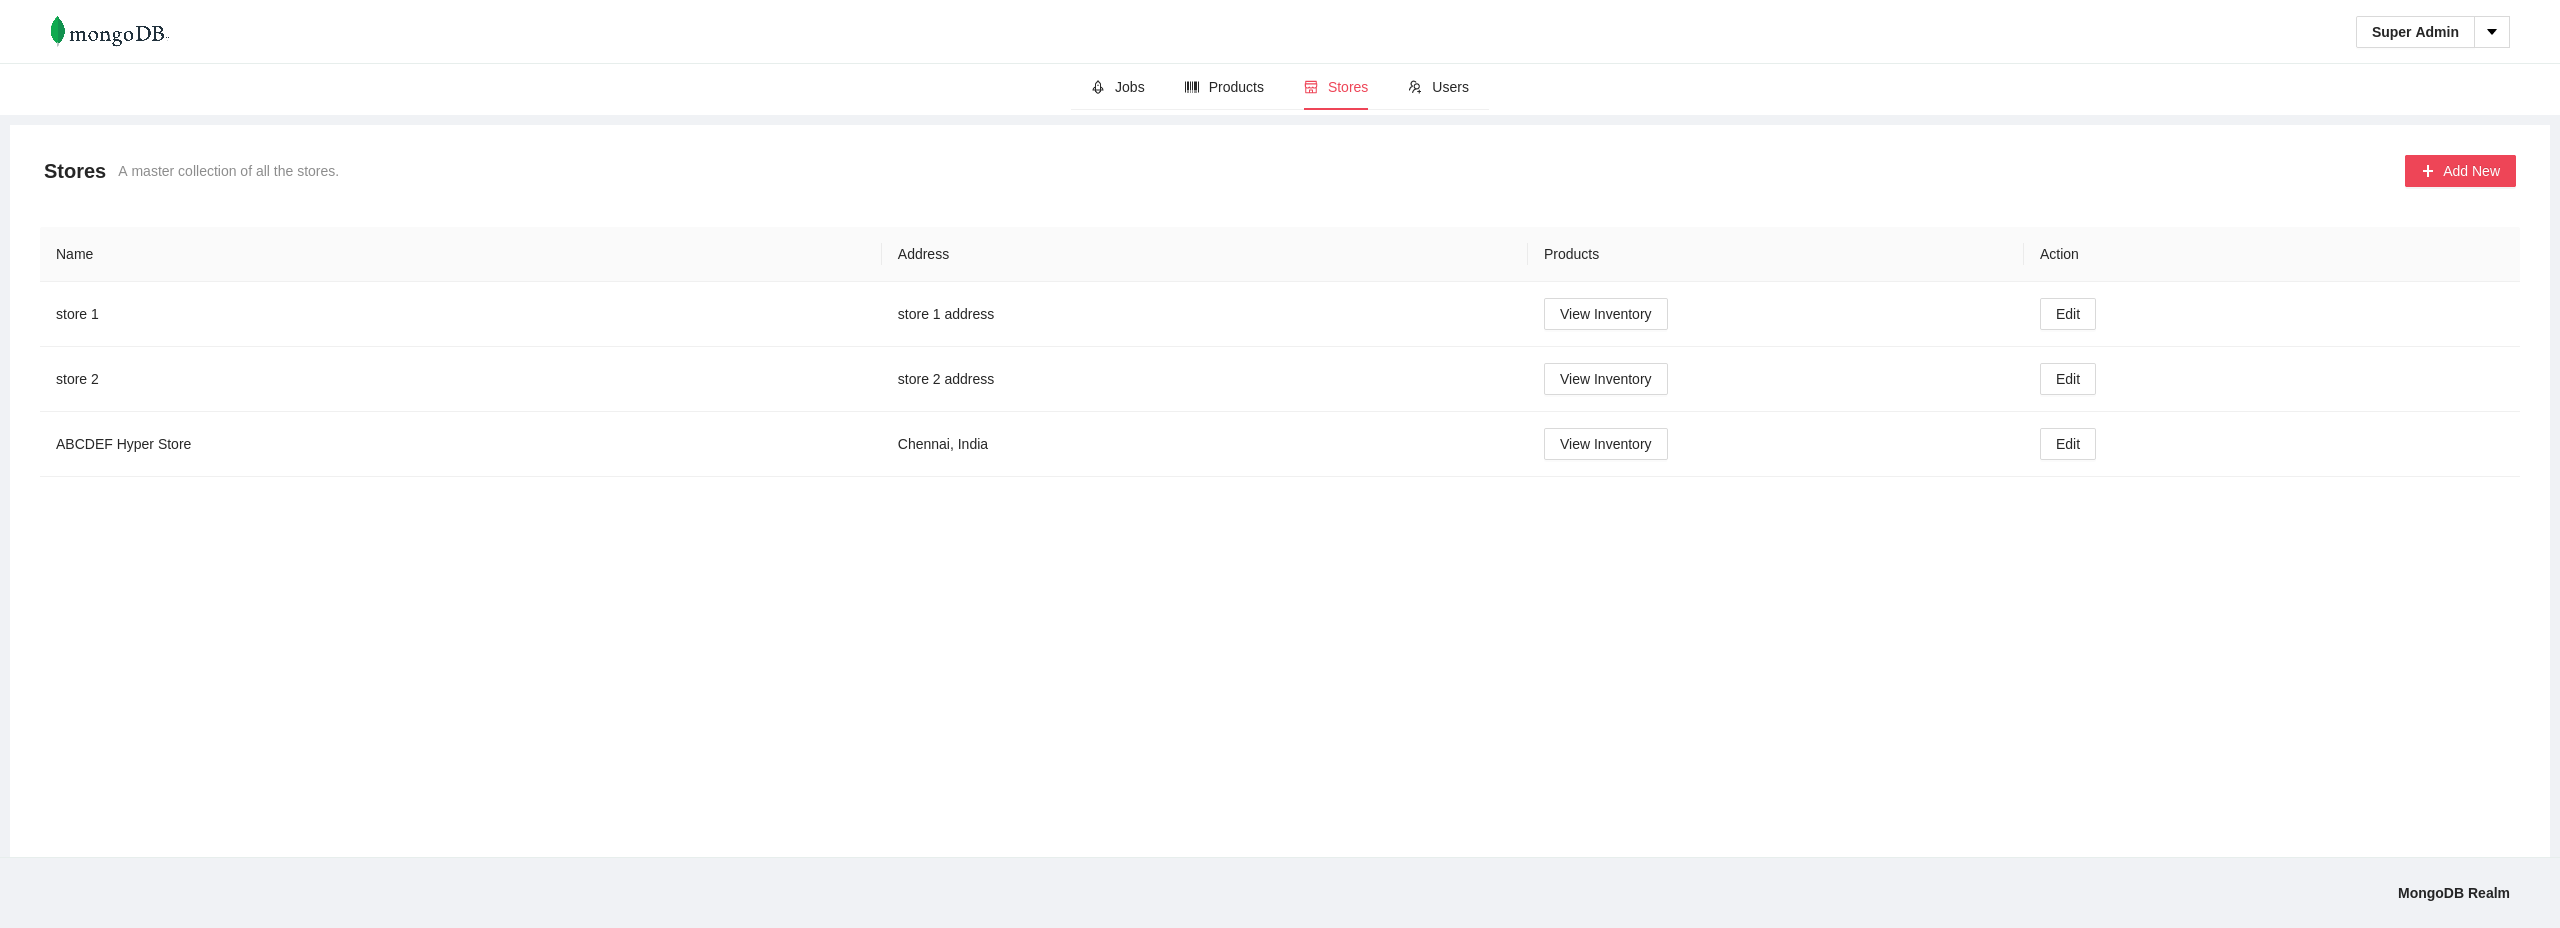 mongoDB
Super Admin
Jobs Products Stores Users
Stores A master collection of all the stores.
Add New
Name Address Products Action
store 1 store 1 address View Inventory Edit
store 2 store 2 address View Inventory Edit
ABCDEF Hyper Store Chennai, India View Inventory Edit
MongoDB Realm